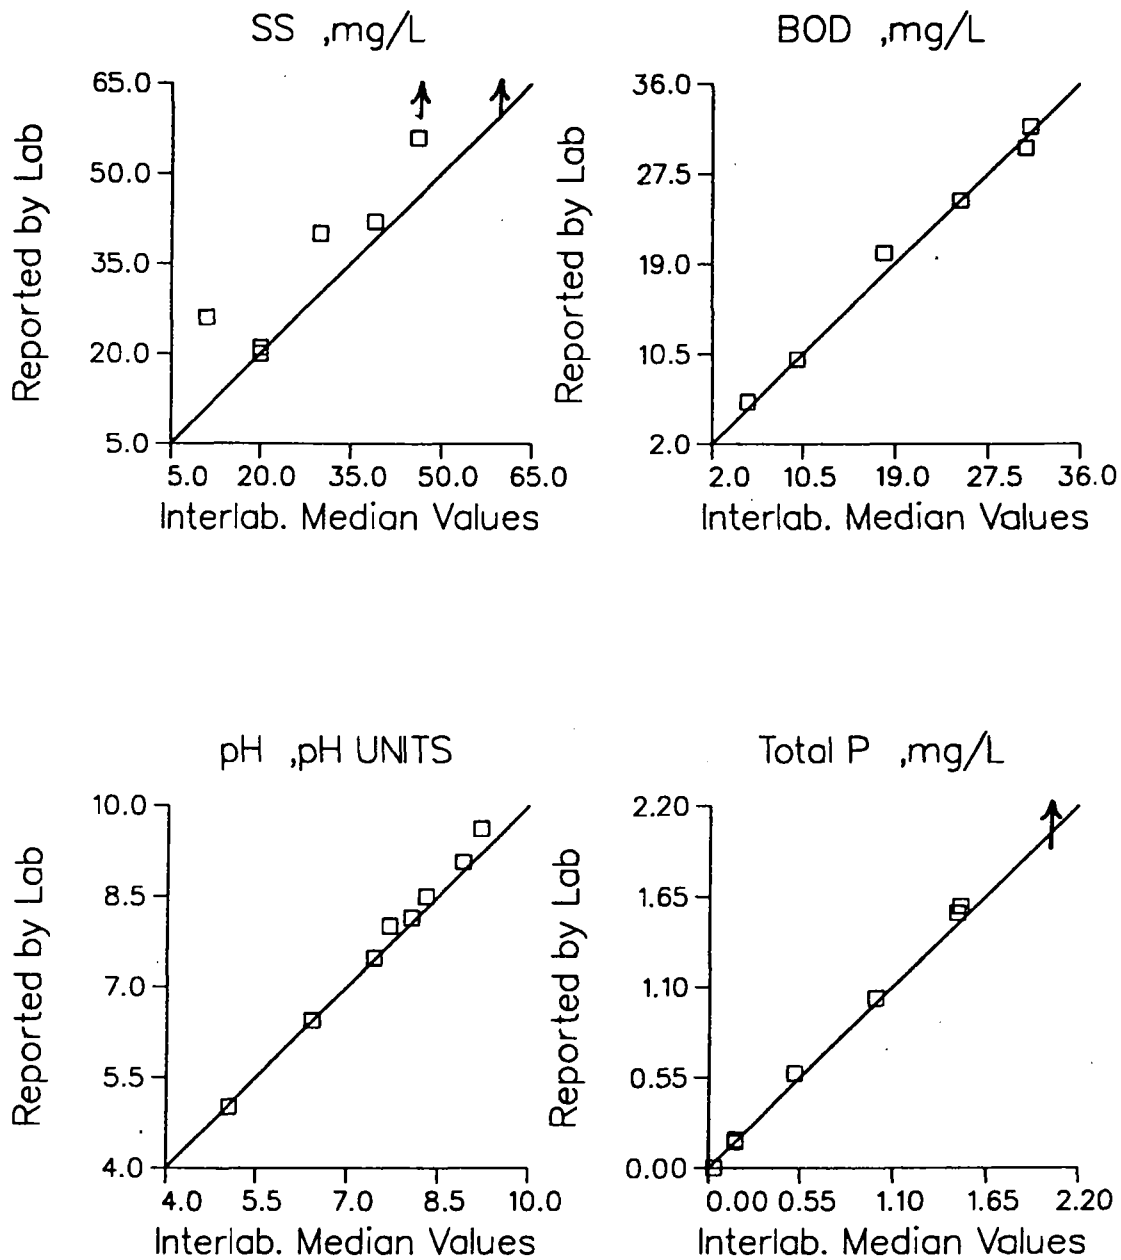 SS ,mg/L
Reported by Lab
65.0
50.0
35.0
20.0
5.0
5.0 20.0 35.0 50.0 65.0
Interlab. Median Values
BOD ,mg/L
Reported by Lab
36.0
27.5
19.0
10.5
2.0
2.0 10.5 19.0 27.5 36.0
Interlab. Median Values
pH ,pH UNITS
Reported by Lab
10.0
8.5
7.0
5.5
4.0
4.0 5.5 7.0 8.5 10.0
Interlab. Median Values
Total P ,mg/L
Reported by Lab
2.20
1.65
1.10
0.55
0.00
0.00 0.55 1.10 1.65 2.20
Interlab. Median Values